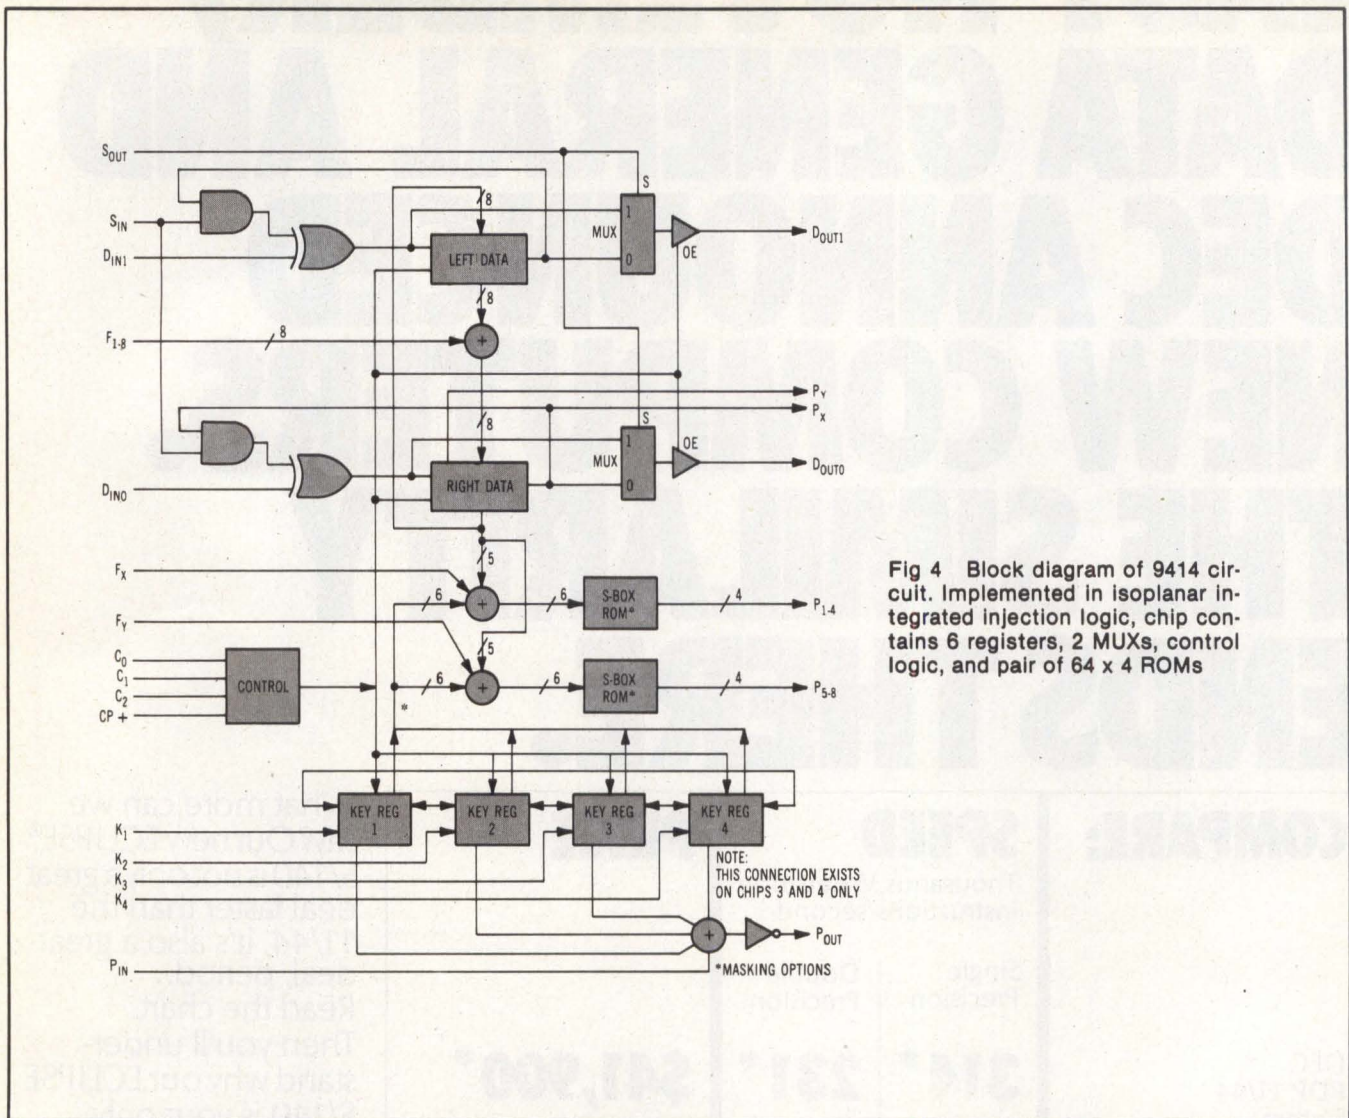 S_OUT
S
8
1
S_IN
MUX
D_OUT1
D_IN1
LEFT DATA
OE
0
8
F_1-8
8
+
P_Y
8
S
P_X
OE
1
MUX
D_OUT0
D_IN0
RIGHT DATA
0
5
F_X
6
+
6
S-BOX
ROM*
4
P_1-4
F_Y
5
C_0
C_1
C_2
CP +
CONTROL
6
+
6
S-BOX
ROM*
4
P_5-8
*
Fig 4 Block diagram of 9414 cir-
cuit. Implemented in isoplanar in-
tegrated injection logic, chip con-
tains 6 registers, 2 MUXs, control
logic, and pair of 64 x 4 ROMs
KEY REG
1
KEY REG
2
KEY REG
3
KEY REG
4
K_1
K_2
K_3
K_4
NOTE:
THIS CONNECTION EXISTS
ON CHIPS 3 AND 4 ONLY
+
P_OUT
P_IN
*MASKING OPTIONS